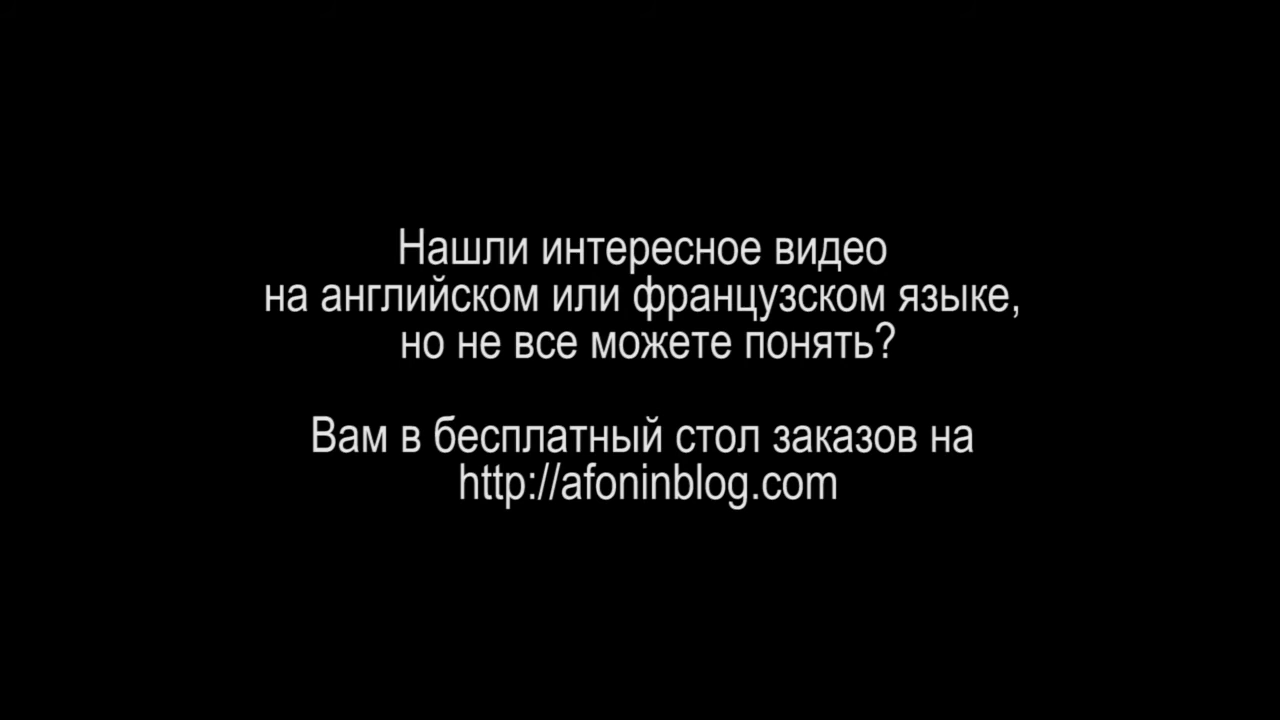 Нашли интересное видео
на английском или французском языке,
но не все можете понять?
Вам в бесплатный стол заказов на
http://afoninblog.com